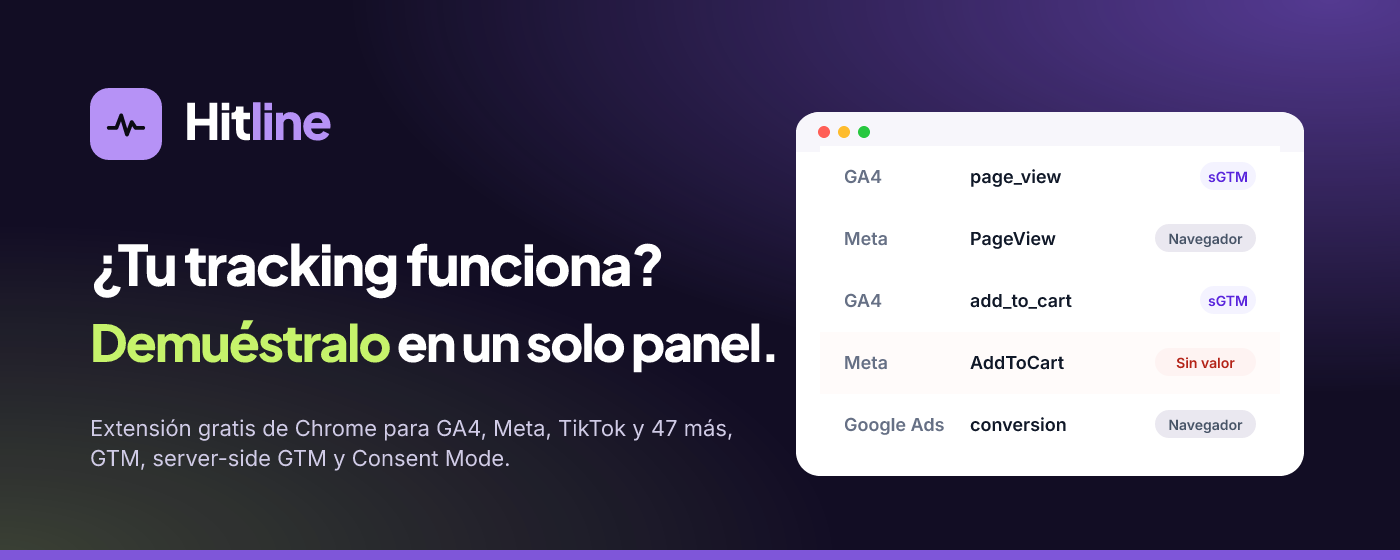 Hitline
¿Tu tracking funciona?
Demuéstralo en un solo panel.
Extensión gratis de Chrome para GA4, Meta, TikTok y 47 más,
GTM, server-side GTM y Consent Mode.
GA4 page_view sGTM
Meta PageView Navegador
GA4 add_to_cart sGTM
Meta AddToCart Sin valor
Google Ads conversion Navegador